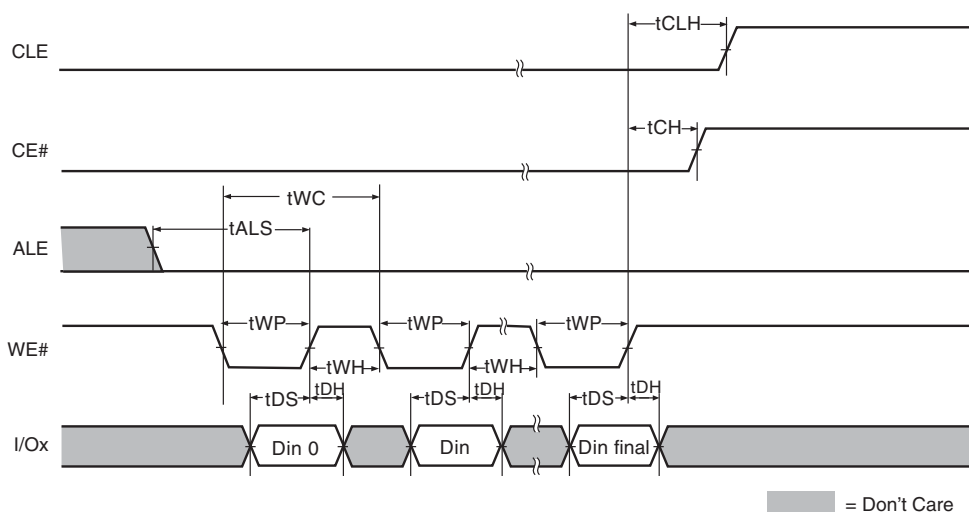 CLE
tCLH
CE#
tCH
tWC
ALE
tALS
WE#
tWP
tWP
tWP
tWH
tWH
tDS
tDH
tDS
tDH
tDS
tDH
I/Ox
Din 0
Din
Din final
= Don't Care